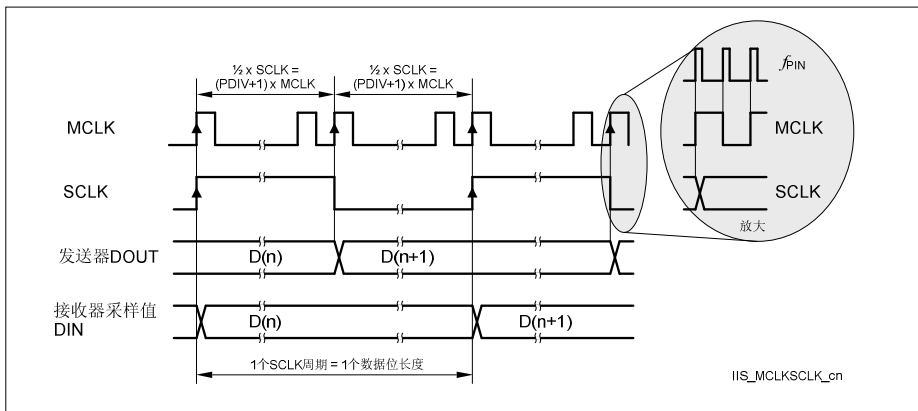 ½ x SCLK =
(PDIV+1) x MCLK
½ x SCLK =
(PDIV+1) x MCLK
MCLK
SCLK
发送器DOUT
D(n)
D(n+1)
接收器采样值
DIN
D(n)
D(n+1)
1个SCLK周期 = 1个数据位长度
fPIN
MCLK
SCLK
放大
IIS_MCLKSCLK_cn